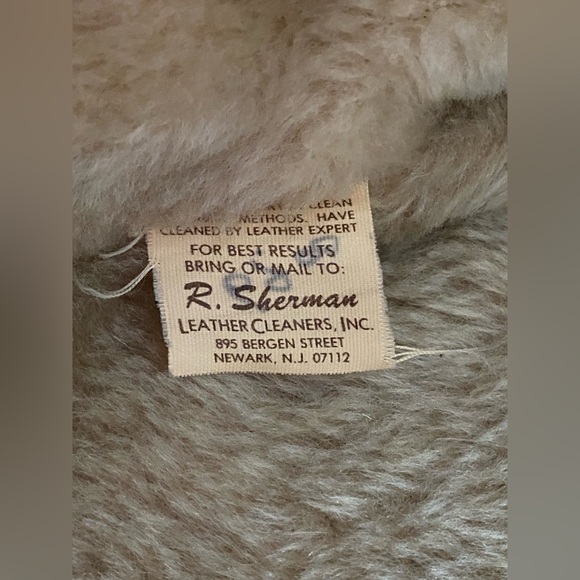 CLEAN
METHODS. HAVE
CLEANED BY LEATHER EXPERT
FOR BEST RESULTS
BRING OR MAIL TO:
R. Sherman
LEATHER CLEANERS, INC.
895 BERGEN STREET
NEWARK, N.J. 07112